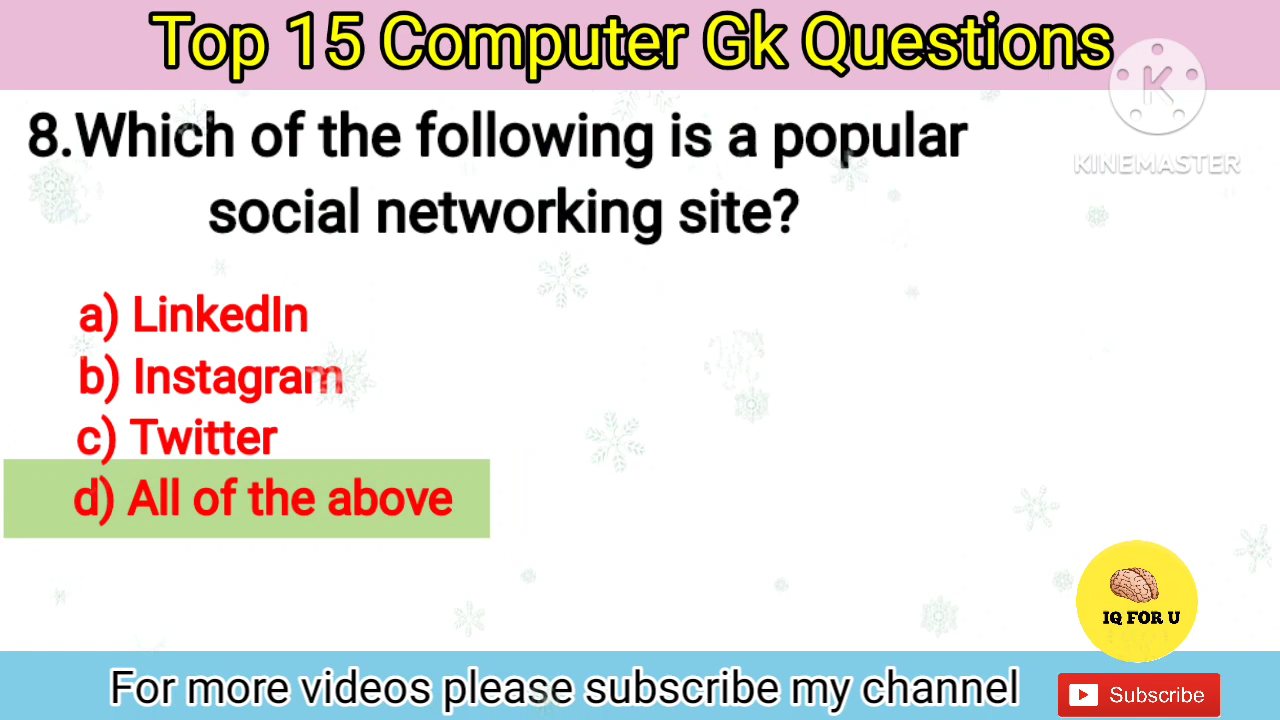 Top 15 Computer Gk Questions
K
KINEMASTER
8.Which of the following is a popular
social networking site?
a) LinkedIn
b) Instagram
c) Twitter
d) All of the above
IQ FOR U
For more videos please subscribe my channel
Subscribe